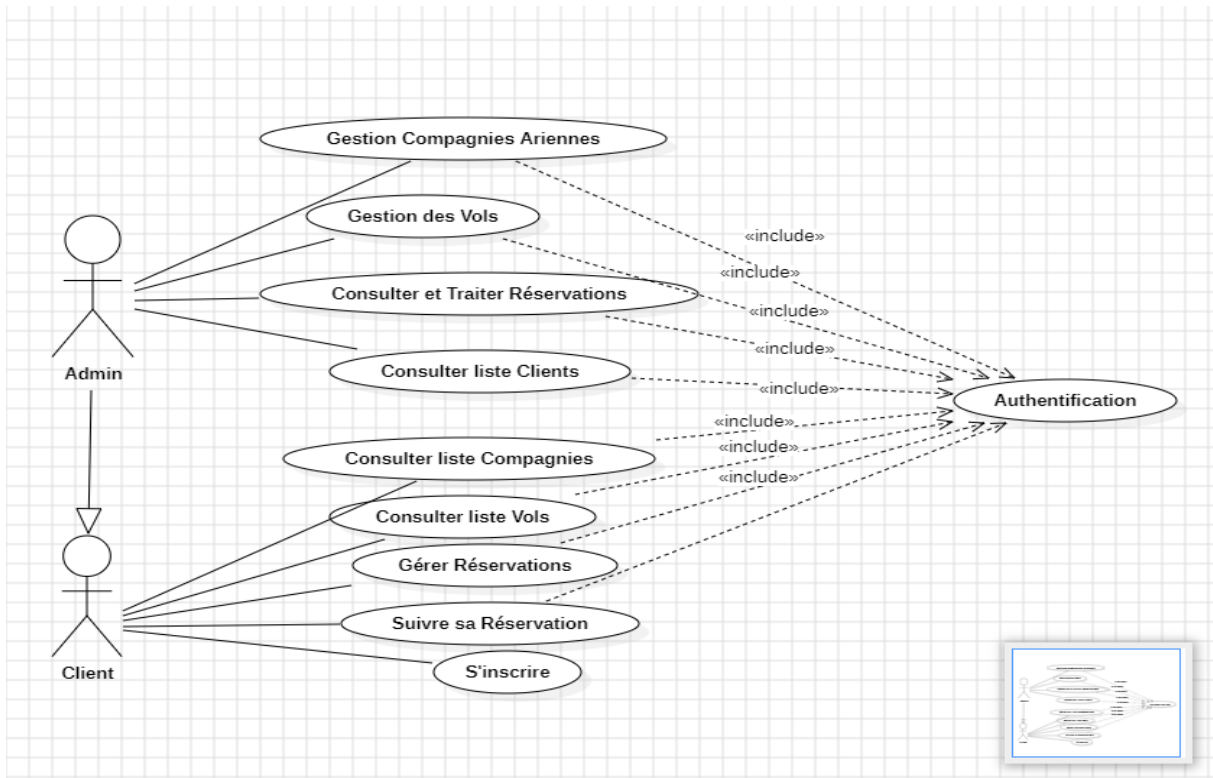 Gestion Compagnies Ariennes
Gestion des Vols
«include»
«include»
Consulter et Traiter Réservations
«include»
«include»
Admin
Consulter liste Clients
«include»
Authentification
«include»
Consulter liste Compagnies
«include»
«include»
Consulter liste Vols
Gérer Réservations
Suivre sa Réservation
Client
S'inscrire